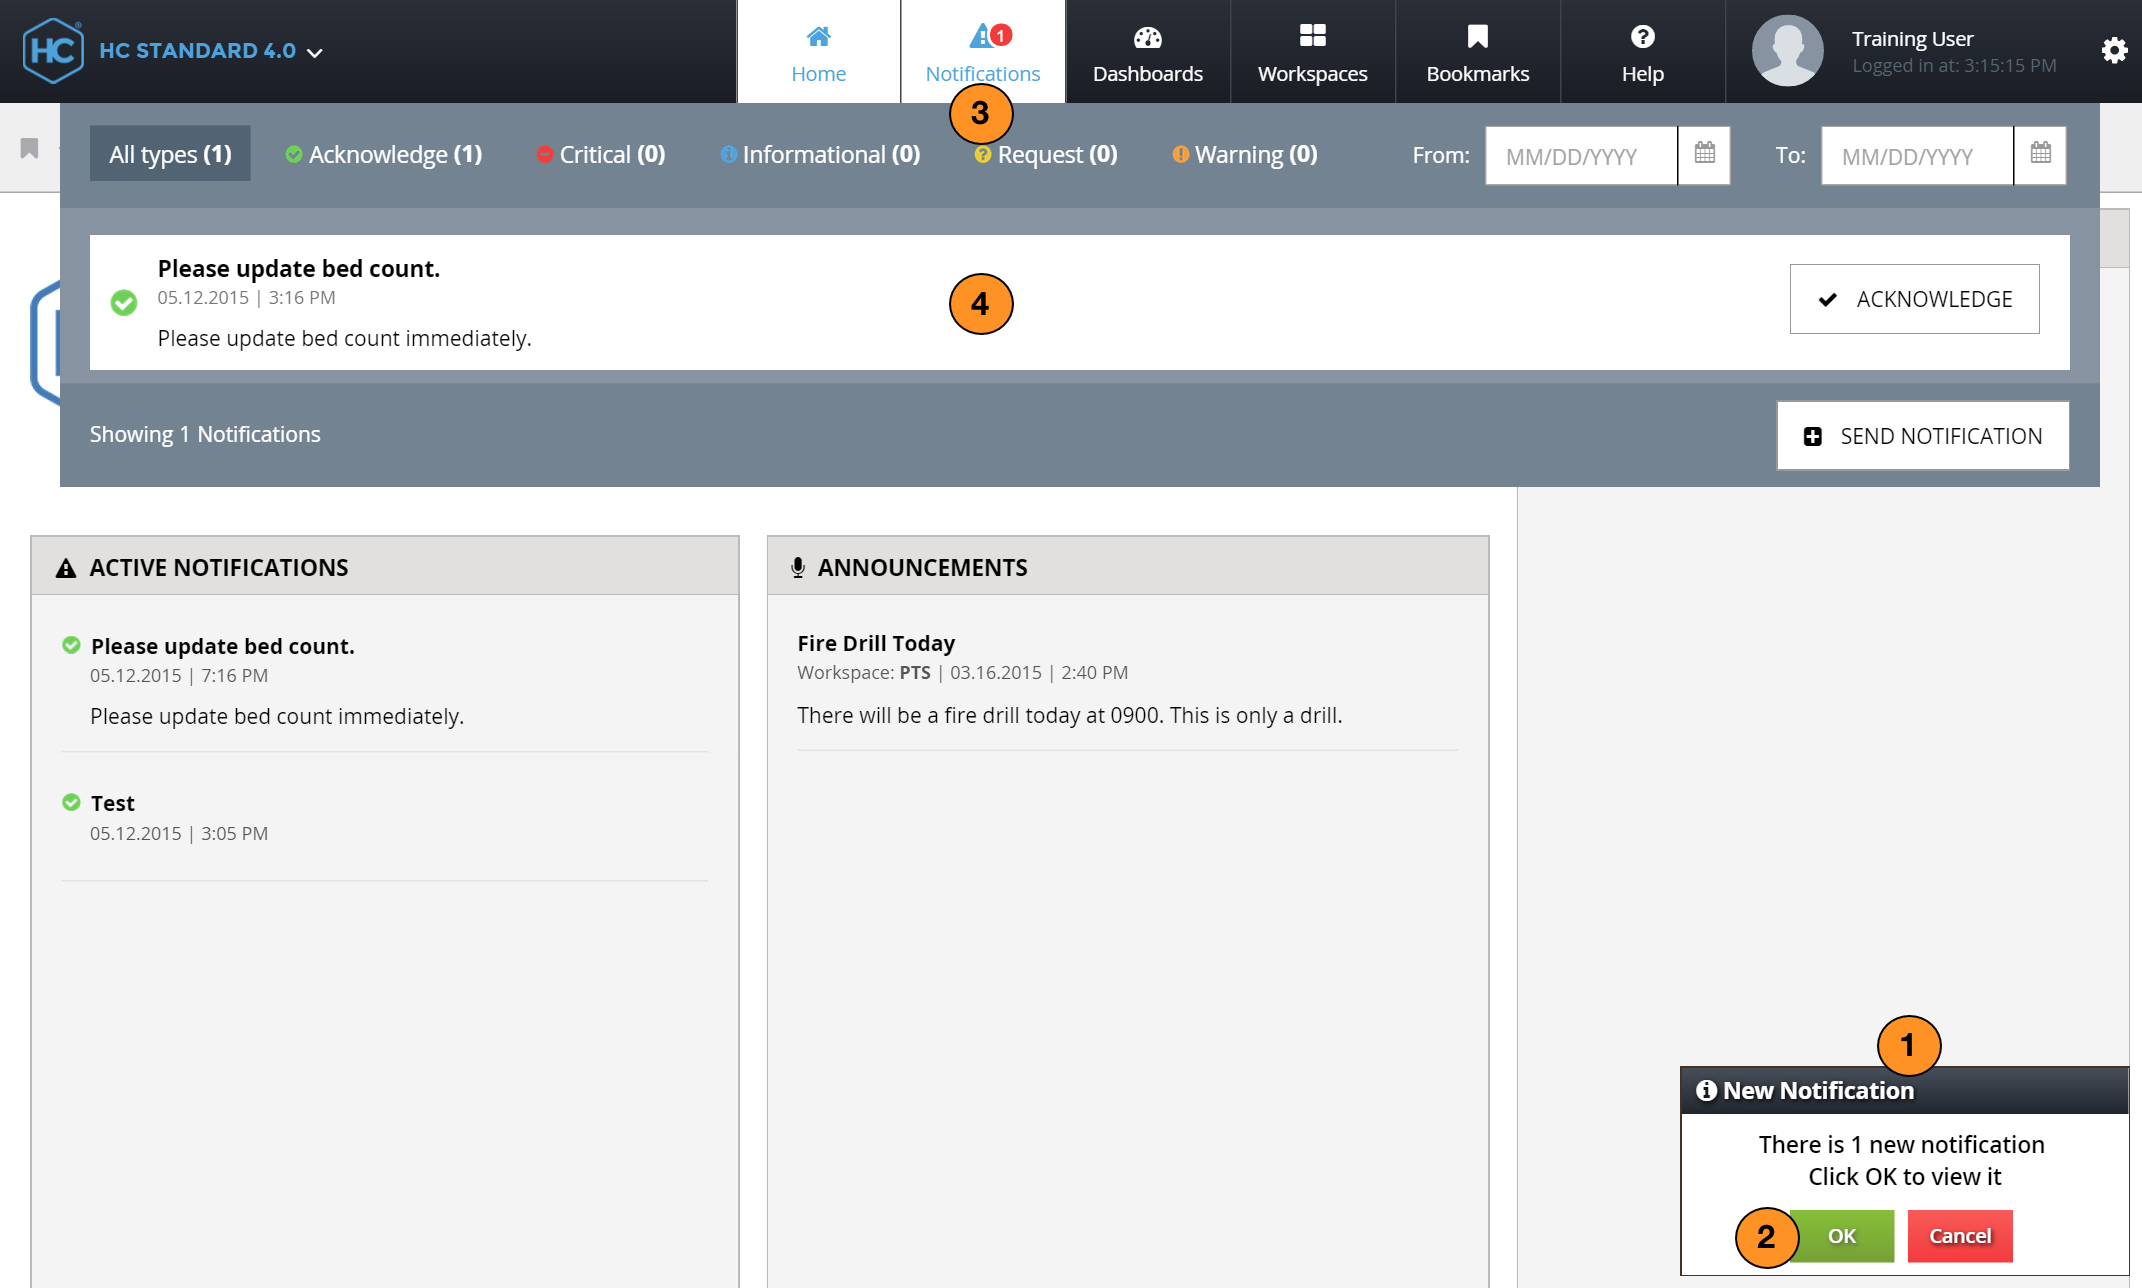 HC STANDARD 4.0
Home
1
Notifications
Dashboards
Workspaces
Bookmarks
Help
Training User
Logged in at: 3:15:15 PM
3
All types (1)
Acknowledge (1)
Critical (0)
Informational (0)
Request (0)
Warning (0)
From:
MM/DD/YYYY
To:
MM/DD/YYYY
Please update bed count.
05.12.2015 | 3:16 PM
Please update bed count immediately.
4
ACKNOWLEDGE
Showing 1 Notifications
SEND NOTIFICATION
ACTIVE NOTIFICATIONS
Please update bed count.
05.12.2015 | 7:16 PM
Please update bed count immediately.
Test
05.12.2015 | 3:05 PM
ANNOUNCEMENTS
Fire Drill Today
Workspace: PTS | 03.16.2015 | 2:40 PM
There will be a fire drill today at 0900. This is only a drill.
1
New Notification
There is 1 new notification
Click OK to view it
2
OK
Cancel